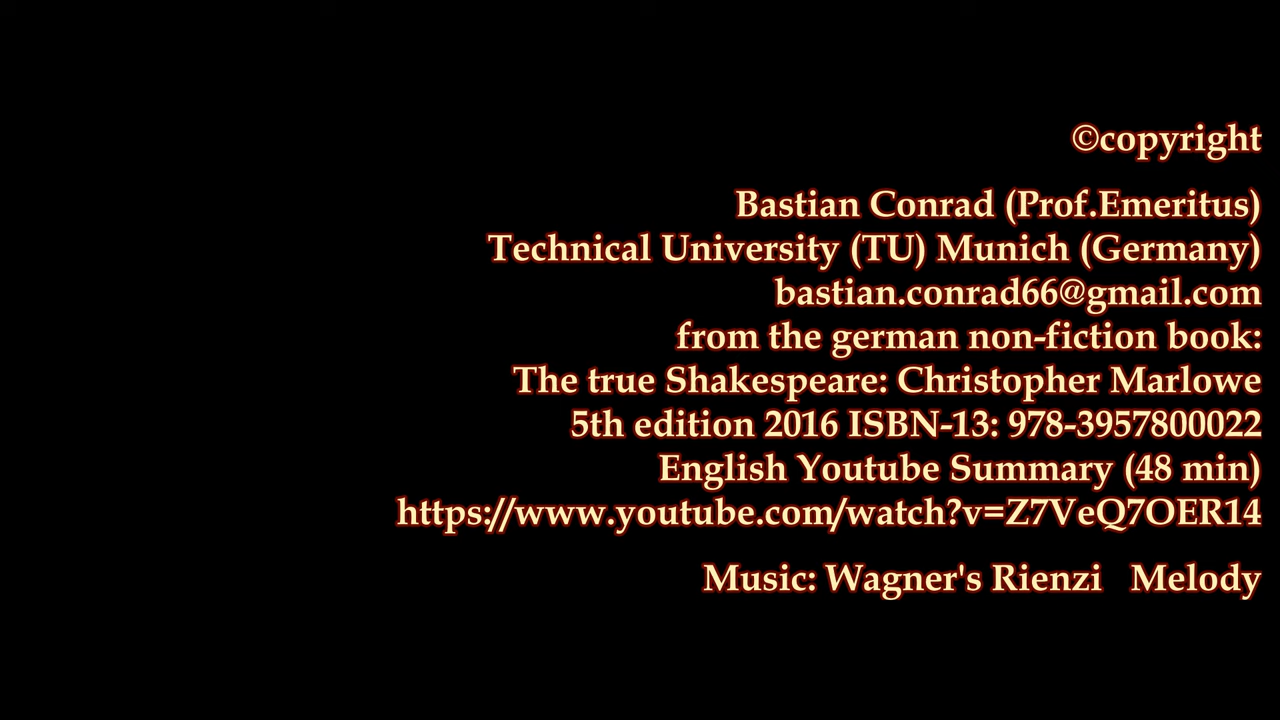 ©copyright
Bastian Conrad (Prof.Emeritus)
Technical University (TU) Munich (Germany)
bastian.conrad66@gmail.com
from the german non-fiction book:
The true Shakespeare: Christopher Marlowe
5th edition 2016 ISBN-13: 978-3957800022
English Youtube Summary (48 min)
https://www.youtube.com/watch?v=Z7VeQ7OER14
Music: Wagner's Rienzi   Melody